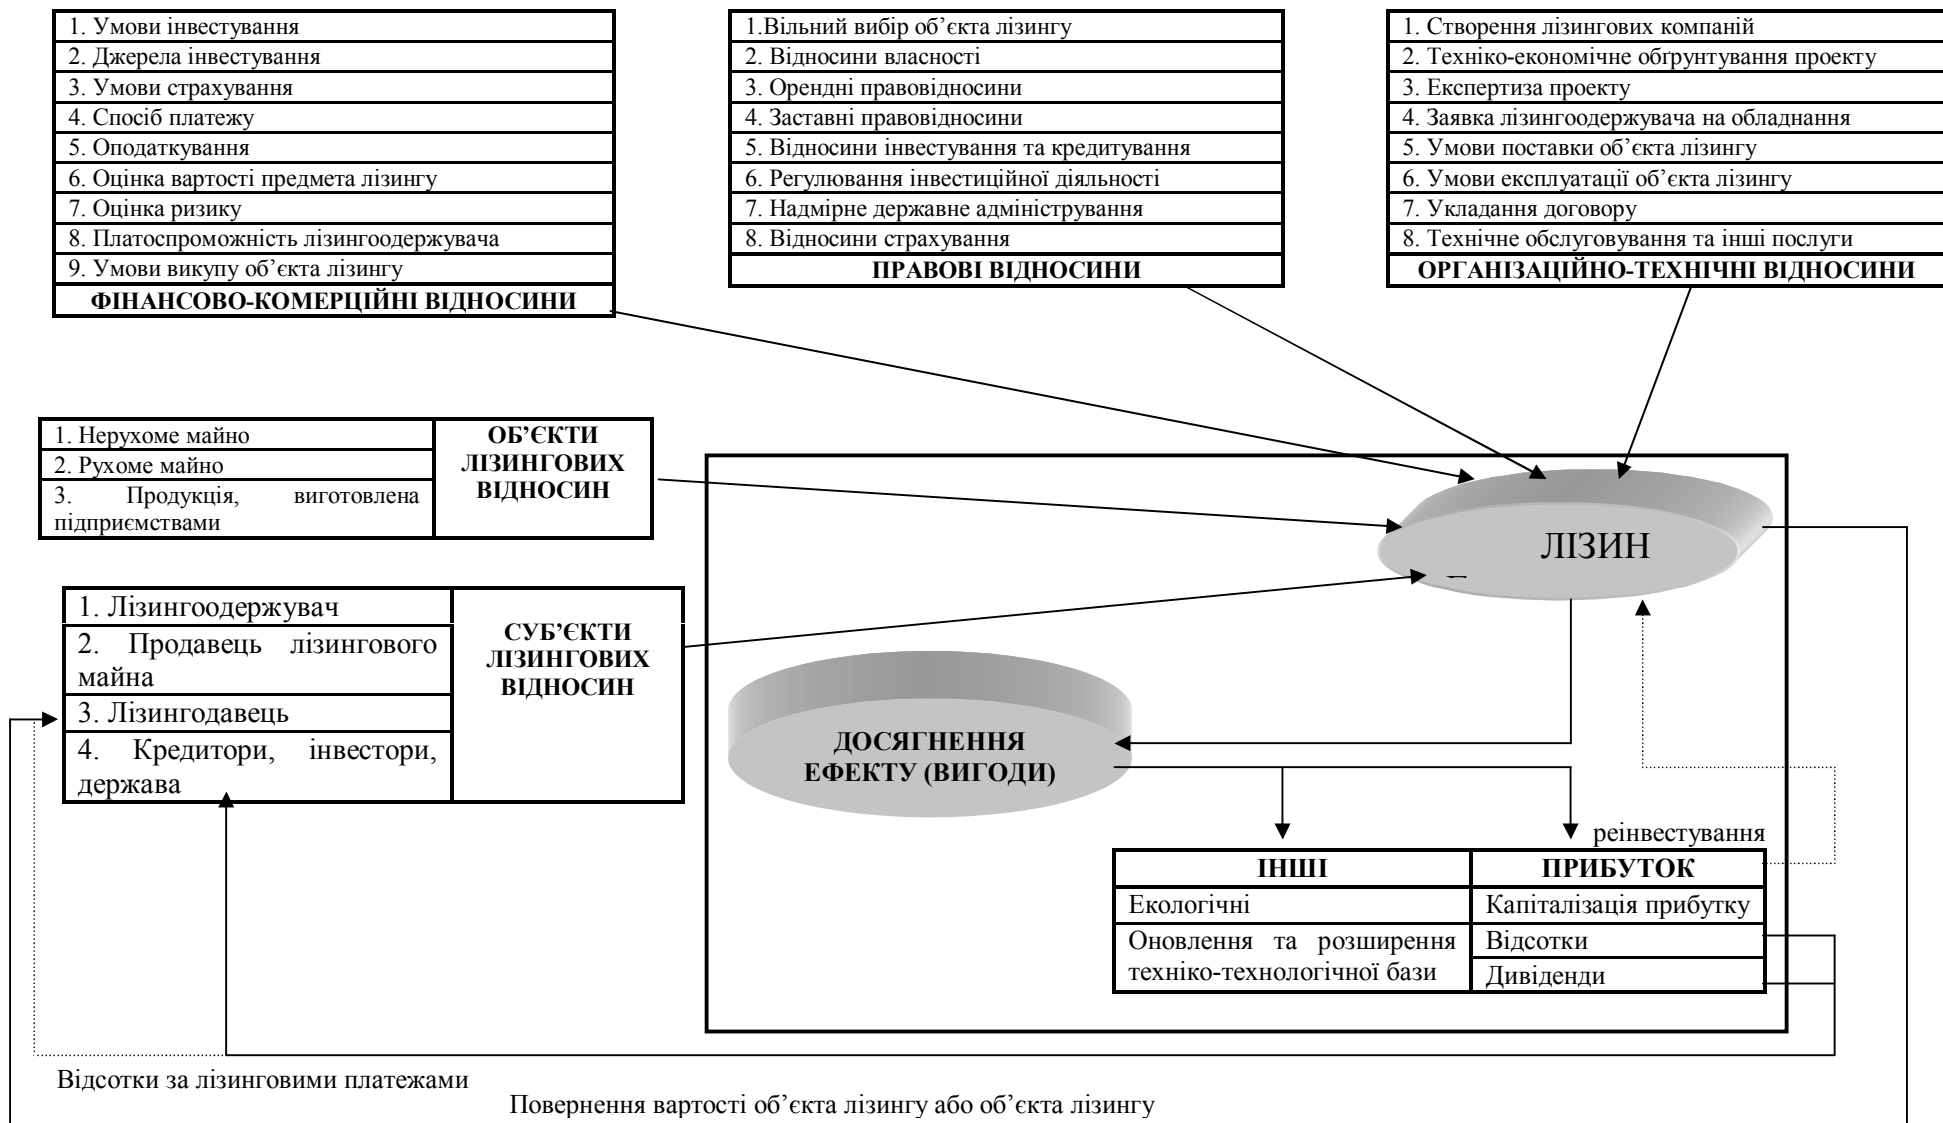 1. Умови інвестування
2. Джерела інвестування
3. Умови страхування
4. Спосіб платежу
5. Оподаткування
6. Оцінка вартості предмета лізингу
7. Оцінка ризику
8. Платоспроможність лізингоодержувача
9. Умови викупу об’єкта лізингу
ФІНАНСОВО-КОМЕРЦІЙНІ ВІДНОСИНИ
1.Вільний вибір об’єкта лізингу
2. Відносини власності
3. Орендні правовідносини
4. Заставні правовідносини
5. Відносини інвестування та кредитування
6. Регулювання інвестиційної діяльності
7. Надмірне державне адміністрування
8. Відносини страхування
ПРАВОВІ ВІДНОСИНИ
1. Створення лізингових компаній
2. Техніко-економічне обґрунтування проекту
3. Експертиза проекту
4. Заявка лізингоодержувача на обладнання
5. Умови поставки об’єкта лізингу
6. Умови експлуатації об’єкта лізингу
7. Укладання договору
8. Технічне обслуговування та інші послуги
ОРГАНІЗАЦІЙНО-ТЕХНІЧНІ ВІДНОСИНИ
1. Нерухоме майно
2. Рухоме майно
3. Продукція, виготовлена
підприємствами
ОБ’ЄКТИ
ЛІЗИНГОВИХ
ВІДНОСИН
ЛІЗИН
1. Лізингоодержувач
2. Продавець лізингового
майна
3. Лізингодавець
4. Кредитори, інвестори,
держава
СУБ’ЄКТИ
ЛІЗИНГОВИХ
ВІДНОСИН
ДОСЯГНЕННЯ
ЕФЕКТУ (ВИГОДИ)
реінвестування
ІНШІ
Екологічні
Оновлення та розширення
техніко-технологічної бази
ПРИБУТОК
Капіталізація прибутку
Відсотки
Дивіденди
Відсотки за лізинговими платежами
Повернення вартості об’єкта лізингу або об’єкта лізингу